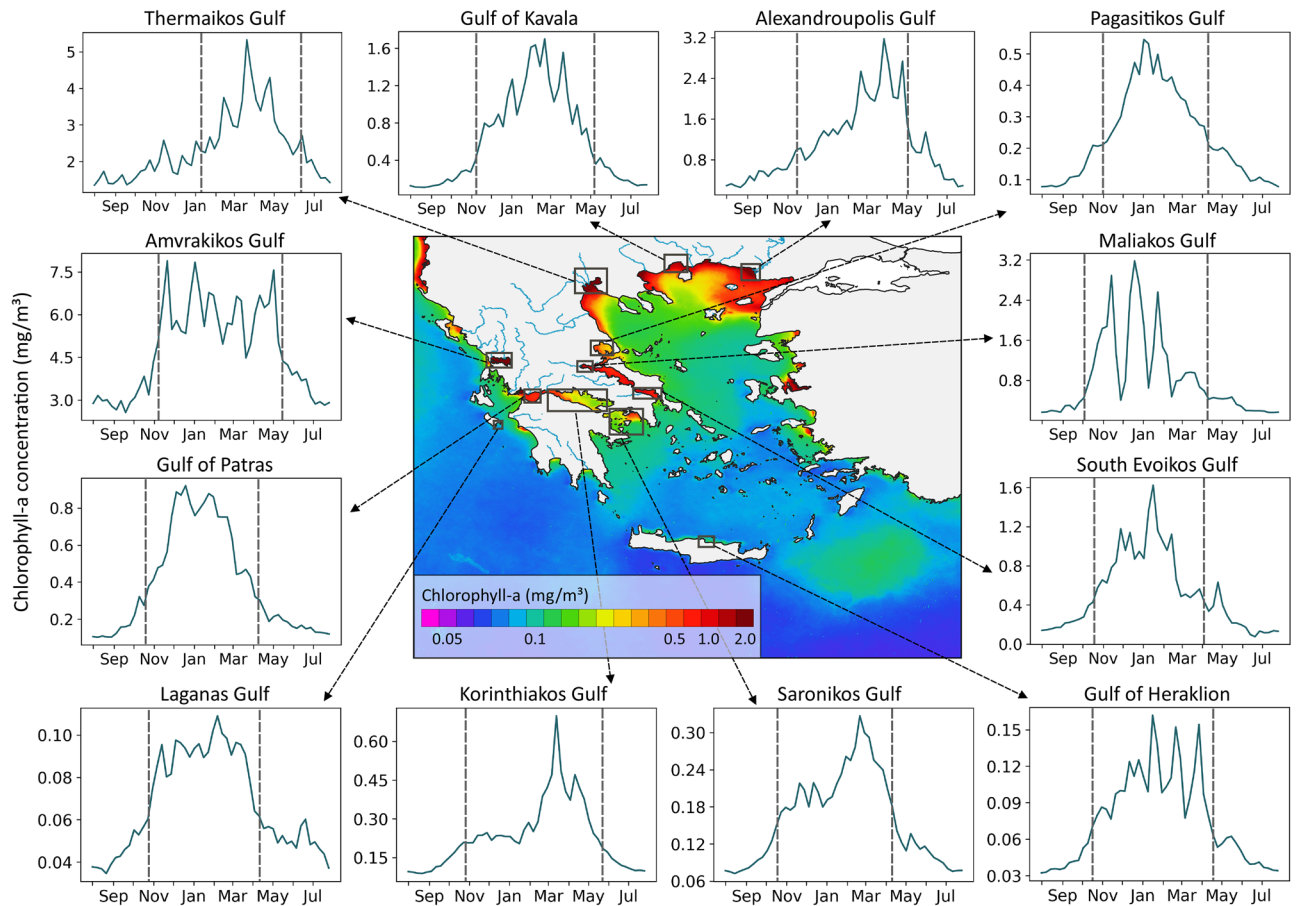 Thermaikos Gulf
5
4
3
2
Sep Nov Jan Mar May Jul
Gulf of Kavala
1.6
1.2
0.8
0.4
Sep Nov Jan Mar May Jul
Alexandroupolis Gulf
3.2
2.4
1.6
0.8
Sep Nov Jan Mar May Jul
Pagasitikos Gulf
0.5
0.4
0.3
0.2
0.1
Sep Nov Jan Mar May Jul
Chlorophyll-a concentration (mg/m³)
Amvrakikos Gulf
7.5
6.0
4.5
3.0
Sep Nov Jan Mar May Jul
Maliakos Gulf
3.2
2.4
1.6
0.8
Sep Nov Jan Mar May Jul
Gulf of Patras
0.8
0.6
0.4
0.2
Sep Nov Jan Mar May Jul
South Evoikos Gulf
1.6
1.2
0.8
0.4
0.0
Sep Nov Jan Mar May Jul
Chlorophyll-a (mg/m³)
0.05 0.1 0.5 1.0 2.0
Laganas Gulf
0.10
0.08
0.06
0.04
Sep Nov Jan Mar May Jul
Korinthiakos Gulf
0.60
0.45
0.30
0.15
Sep Nov Jan Mar May Jul
Saronikos Gulf
0.30
0.24
0.18
0.12
0.06
Sep Nov Jan Mar May Jul
Gulf of Heraklion
0.15
0.12
0.09
0.06
0.03
Sep Nov Jan Mar May Jul